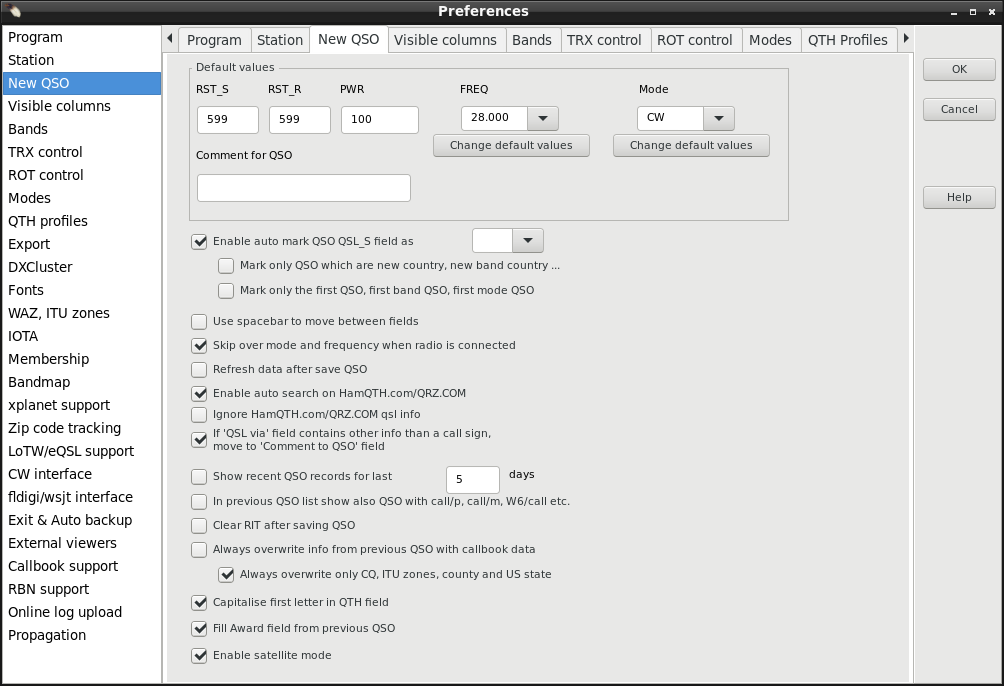 Preferences
Program
Station
New QSO
Visible columns
Bands
TRX control
ROT control
Modes
QTH profiles
Export
DXCluster
Fonts
WAZ, ITU zones
IOTA
Membership
Bandmap
xplanet support
Zip code tracking
LoTW/eQSL support
CW interface
fldigi/wsjt interface
Exit & Auto backup
External viewers
Callbook support
RBN support
Online log upload
Propagation
Program Station New QSO Visible columns Bands TRX control ROT control Modes QTH Profiles
Default values
RST_S RST_R PWR FREQ Mode
599 599 100 28.000 CW
Change default values Change default values
Comment for QSO
Enable auto mark QSO QSL_S field as
Mark only QSO which are new country, new band country ...
Mark only the first QSO, first band QSO, first mode QSO
Use spacebar to move between fields
Skip over mode and frequency when radio is connected
Refresh data after save QSO
Enable auto search on HamQTH.com/QRZ.COM
Ignore HamQTH.com/QRZ.COM qsl info
If 'QSL via' field contains other info than a call sign,
move to 'Comment to QSO' field
Show recent QSO records for last 5 days
In previous QSO list show also QSO with call/p, call/m, W6/call etc.
Clear RIT after saving QSO
Always overwrite info from previous QSO with callbook data
Always overwrite only CQ, ITU zones, county and US state
Capitalise first letter in QTH field
Fill Award field from previous QSO
Enable satellite mode
OK
Cancel
Help